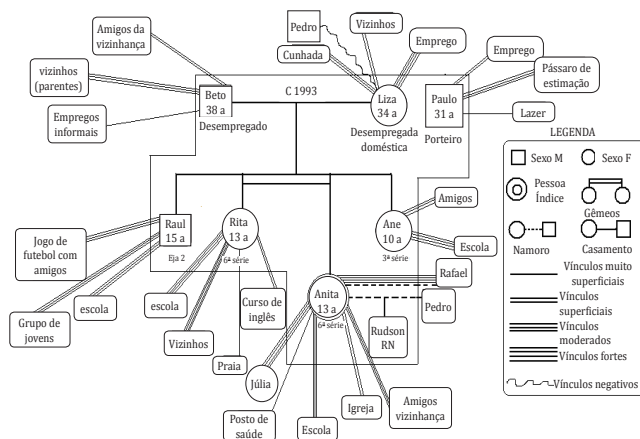 Pedro
Vizinhos
Amigos da
vizinhança
Cunhada
Emprego
Emprego
vizinhos
(parentes)
Pássaro de
estimação
Empregos
informais
Lazer
Beto
38 a
Desempregado
C 1993
Liza
34 a
Desempregada
doméstica
Paulo
31 a
Porteiro
LEGENDA
Sexo M
Sexo F
Pessoa
Índice
Gêmeos
Namoro
Casamento
Vínculos muito
superficiais
Vínculos
superficiais
Vínculos
moderados
Vínculos fortes
Vínculos negativos
Raul
15 a
Eja 2
Rita
13 a
6ª série
Ane
10 a
3ª série
Amigos
Escola
Jogo de
futebol com
amigos
Grupo de
jovens
escola
escola
Vizinhos
Praia
Curso de
inglês
Anita
13 a
6ª série
Rafael
Pedro
Rudson
RN
Júlia
Posto de
saúde
Escola
Igreja
Amigos
vizinhança